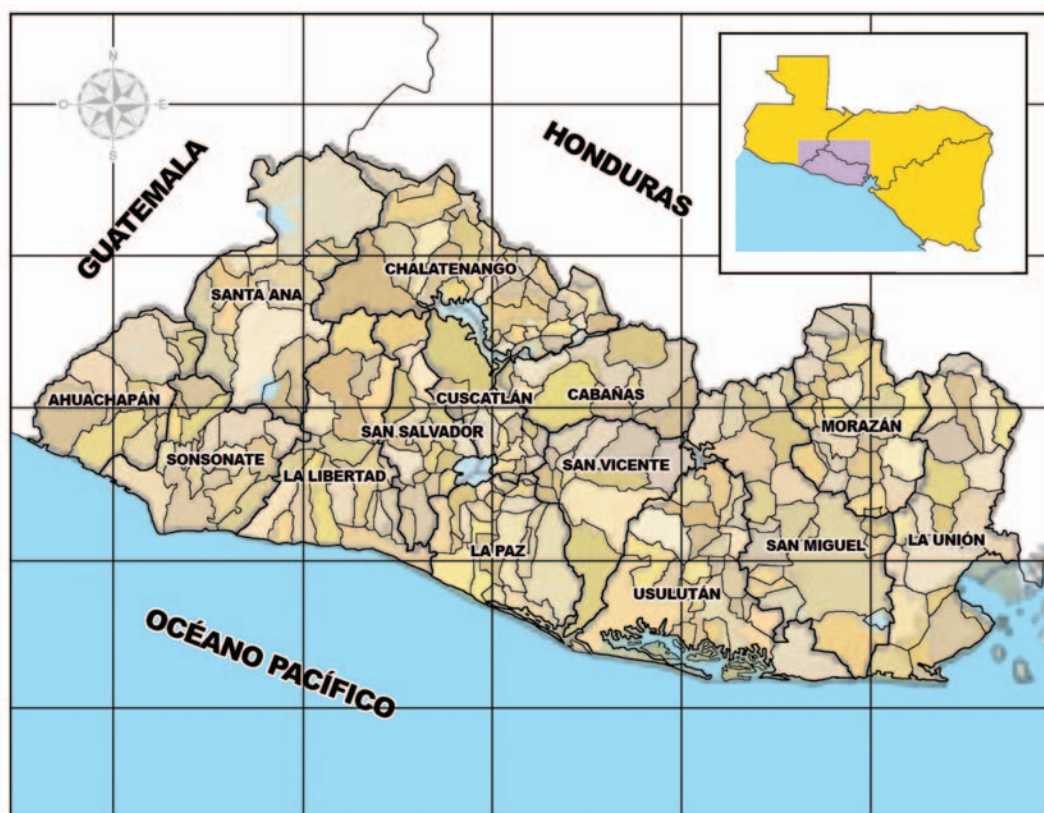 N
O
E
S
GUATEMALA
HONDURAS
CHALATENANGO
SANTA ANA
AHUACHAPÁN
CUSCATLÁN
CABAÑAS
SAN SALVADOR
MORAZÁN
SONSONATE
LA LIBERTAD
SAN VICENTE
LA PAZ
SAN MIGUEL
LA UNIÓN
USULUTÁN
OCÉANO PACÍFICO